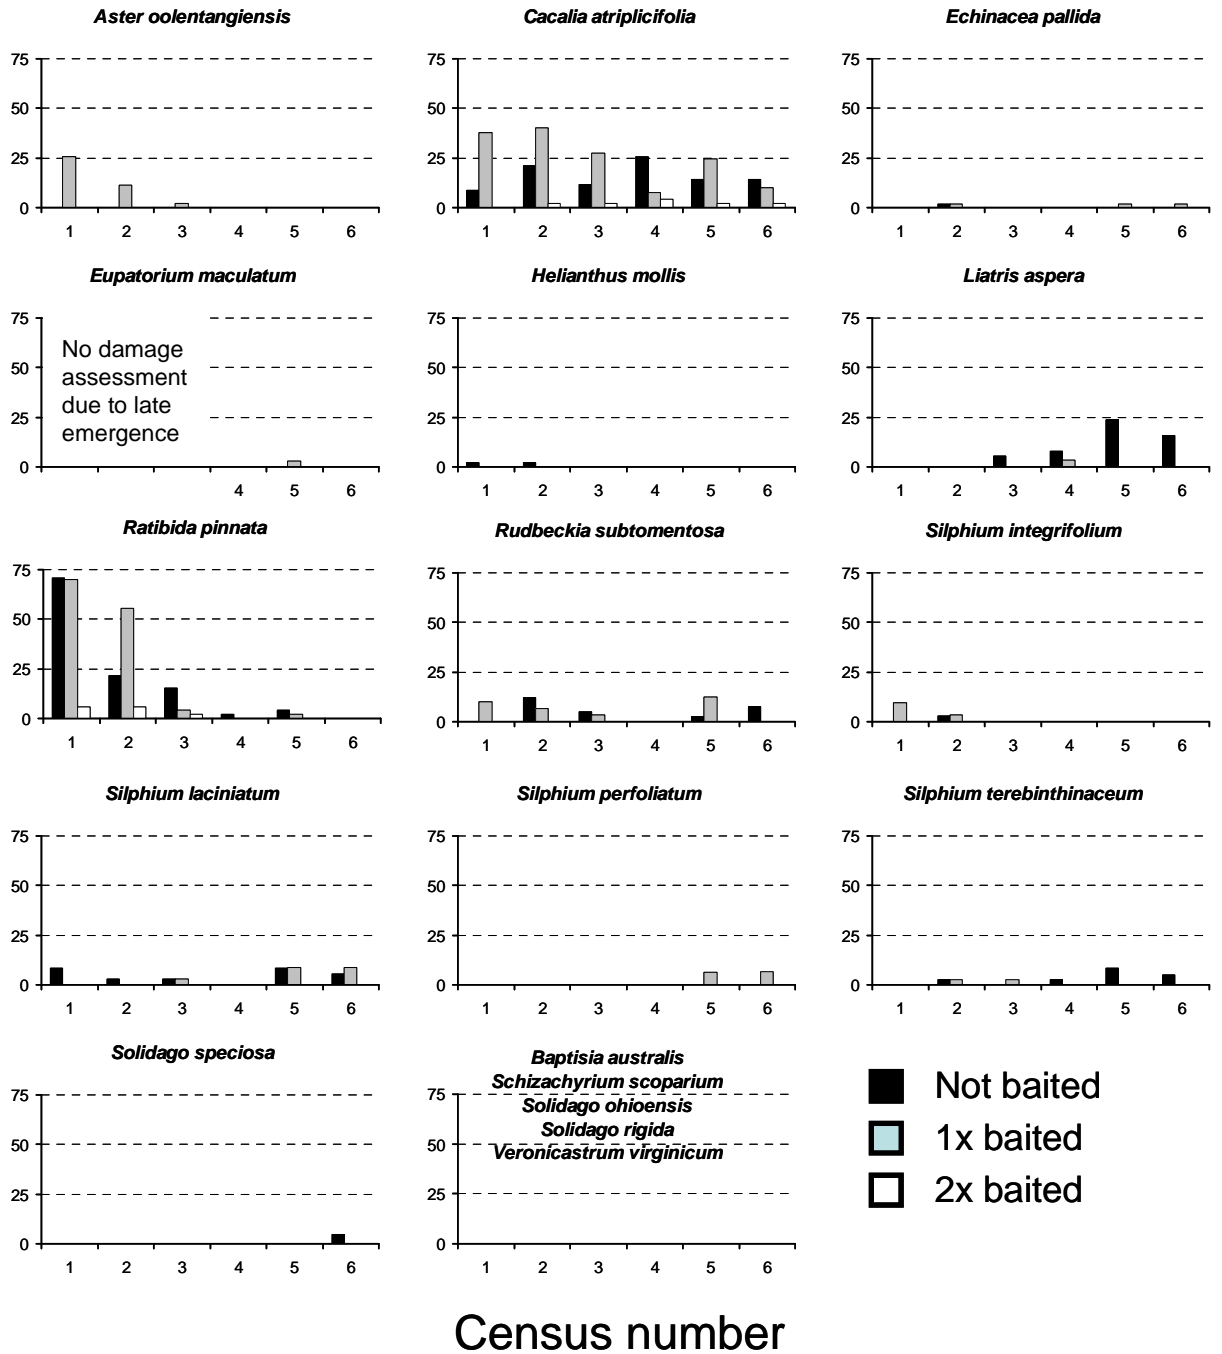 Aster oolentangiensis
75
50
25
0
1 2 3 4 5 6
Cacalia atriplicifolia
75
50
25
0
1 2 3 4 5 6
Echinacea pallida
75
50
25
0
1 2 3 4 5 6
Eupatorium maculatum
75
50
25
0
No damage
assessment
due to late
emergence
4 5 6
Helianthus mollis
75
50
25
0
1 2 3 4 5 6
Liatris aspera
75
50
25
0
1 2 3 4 5 6
Ratibida pinnata
75
50
25
0
1 2 3 4 5 6
Rudbeckia subtomentosa
75
50
25
0
1 2 3 4 5 6
Silphium integrifolium
75
50
25
0
1 2 3 4 5 6
Silphium laciniatum
75
50
25
0
1 2 3 4 5 6
Silphium perfoliatum
75
50
25
0
1 2 3 4 5 6
Silphium terebinthinaceum
75
50
25
0
1 2 3 4 5 6
Solidago speciosa
75
50
25
0
1 2 3 4 5 6
Baptisia australis
Schizachyrium scoparium
Solidago ohioensis
Solidago rigida
Veronicastrum virginicum
75
50
25
0
1 2 3 4 5 6
Not baited
1x baited
2x baited
Census number